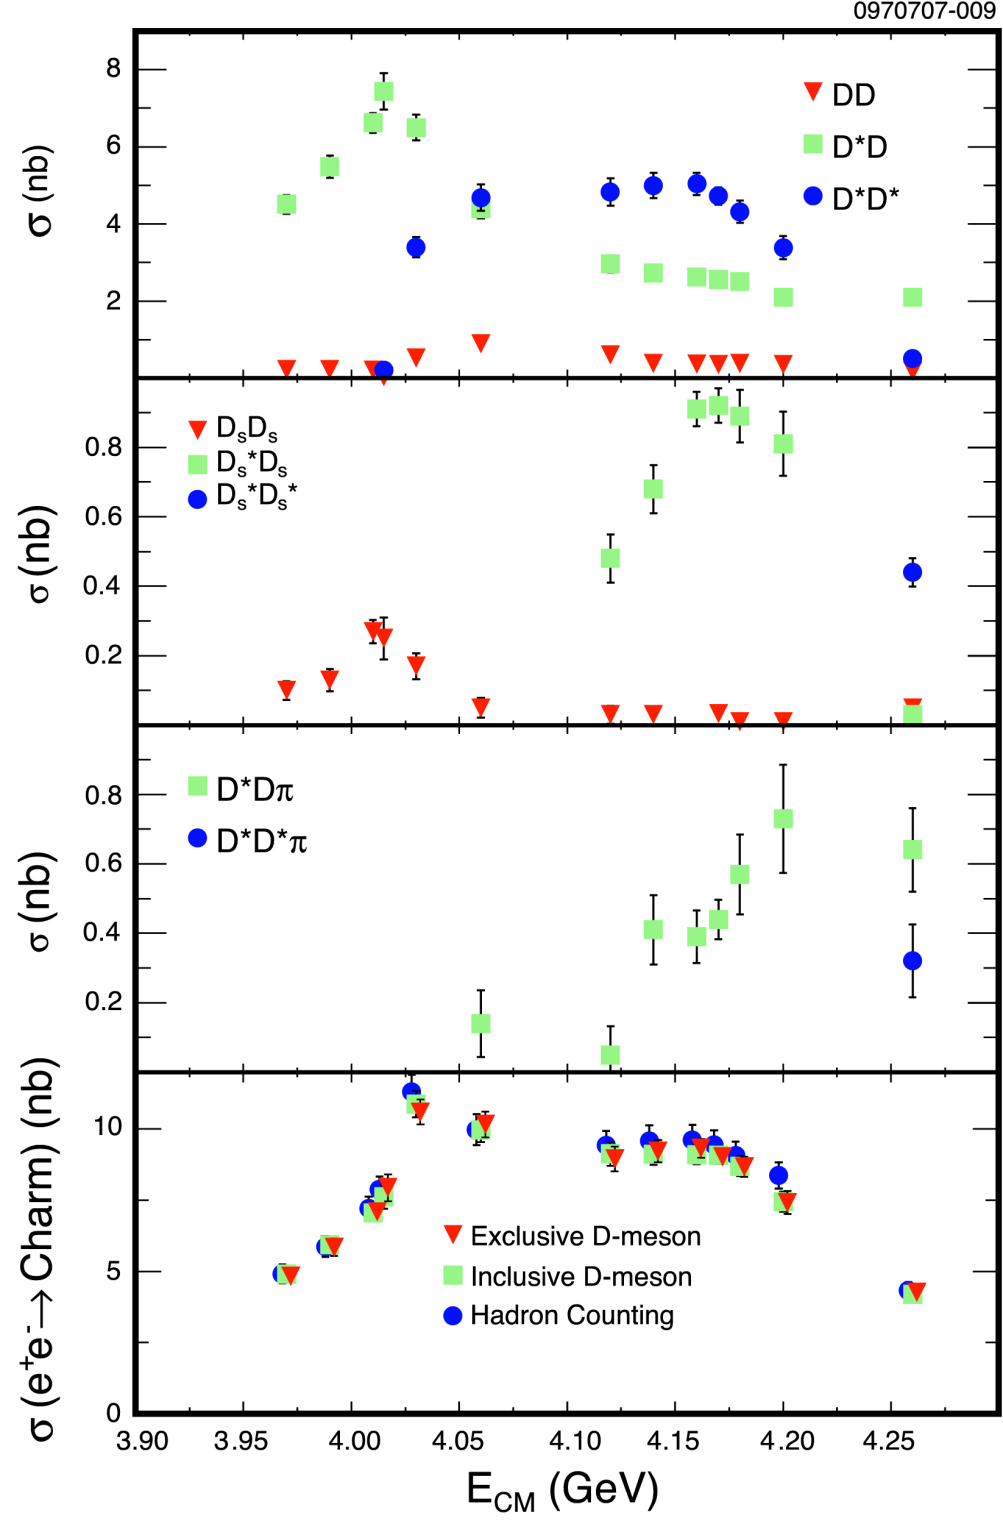 0970707-009
8
6
4
2
σ (nb)
DD
D*D
D*D*
0.8
0.6
0.4
0.2
σ (nb)
DₛDₛ
Dₛ*Dₛ
Dₛ*Dₛ*
0.8
0.6
0.4
0.2
σ (nb)
D*Dπ
D*D*π
10
5
0
σ (e⁺e⁻→Charm) (nb)
Exclusive D-meson
Inclusive D-meson
Hadron Counting
3.90 3.95 4.00 4.05 4.10 4.15 4.20 4.25
E_CM (GeV)